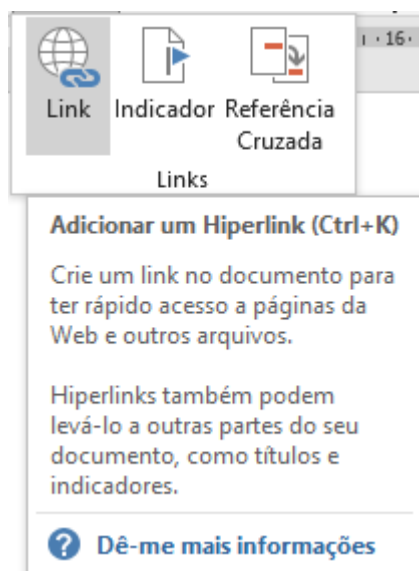 16
Link Indicador Referência
Cruzada
Links
Adicionar um Hiperlink (Ctrl+K)
Crie um link no documento para
ter rápido acesso a páginas da
Web e outros arquivos.
Hiperlinks também podem
levá-lo a outras partes do seu
documento, como títulos e
indicadores.
? Dê-me mais informações